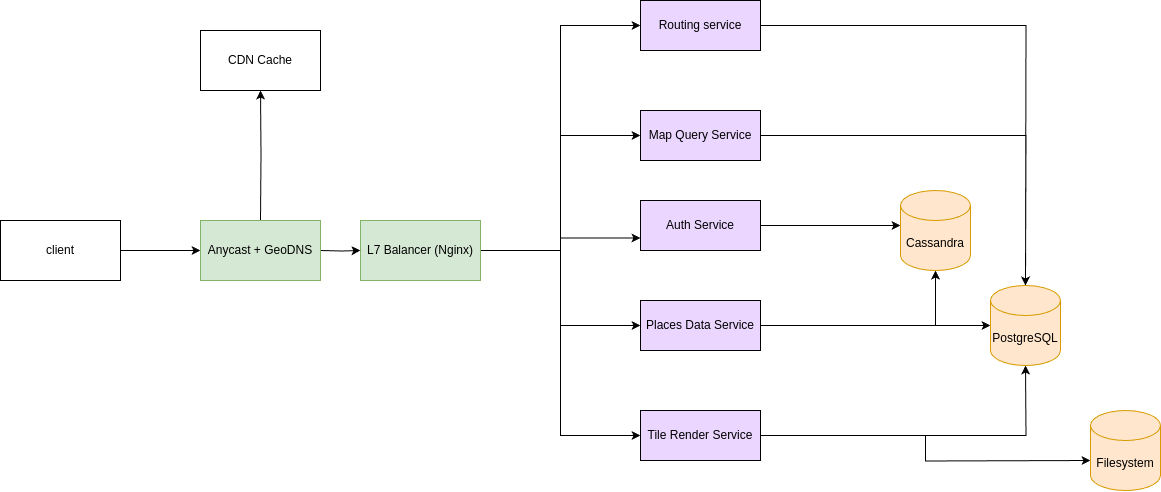 Routing service
CDN Cache
Map Query Service
Auth Service
Cassandra
client
Anycast + GeoDNS
L7 Balancer (Nginx)
Places Data Service
PostgreSQL
Tile Render Service
Filesystem